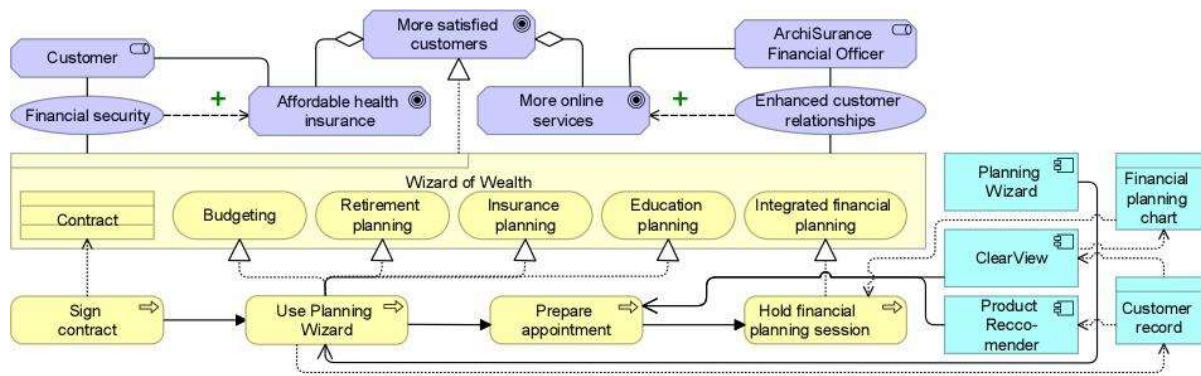 More satisfied
customers
Customer
ArchiSurance
Financial Officer
Financial security
+
Affordable health
insurance
More online
services
+
Enhanced customer
relationships
Wizard of Wealth
Contract
Budgeting
Retirement
planning
Insurance
planning
Education
planning
Integrated financial
planning
Planning
Wizard
Financial
planning
chart
ClearView
Sign
contract
Use Planning
Wizard
Prepare
appointment
Hold financial
planning session
Product
Recco-
mender
Customer
record